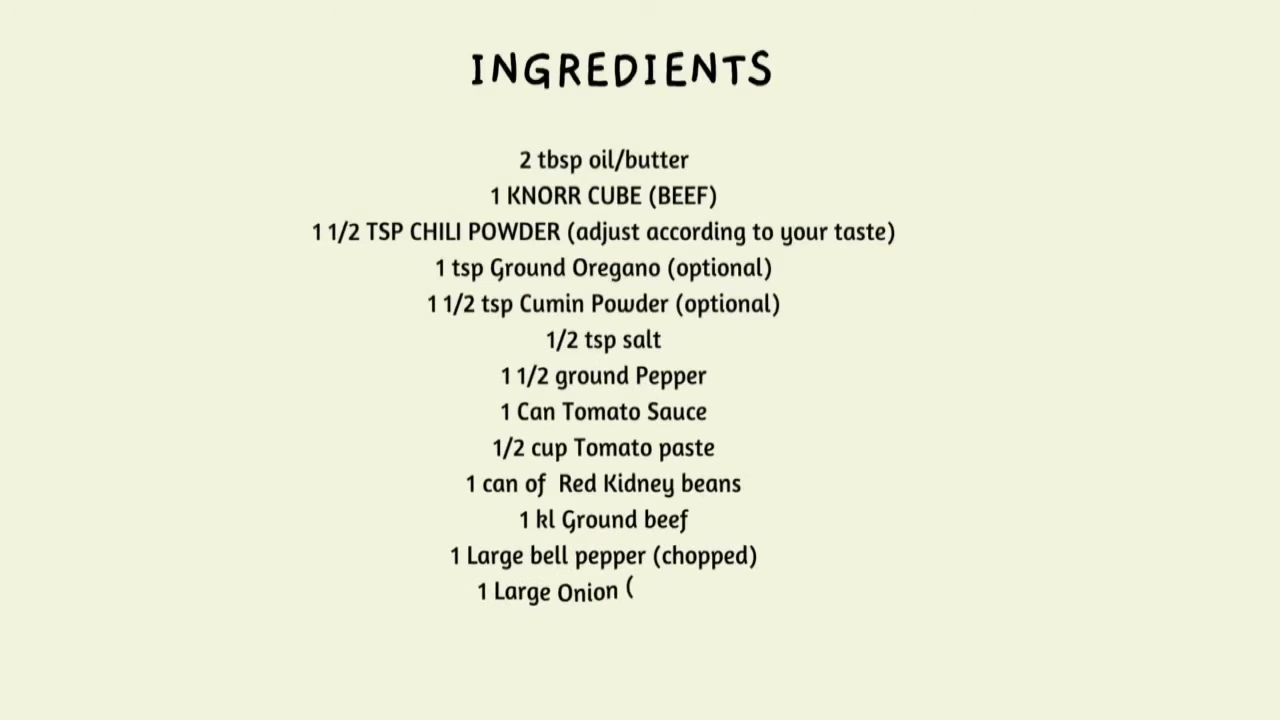 INGREDIENTS
2 tbsp oil/butter
1 KNORR CUBE (BEEF)
1 1/2 TSP CHILI POWDER (adjust according to your taste)
1 tsp Ground Oregano (optional)
1 1/2 tsp Cumin Powder (optional)
1/2 tsp salt
1 1/2 ground Pepper
1 Can Tomato Sauce
1/2 cup Tomato paste
1 can of  Red Kidney beans
1 kl Ground beef
1 Large bell pepper (chopped)
1 Large Onion (